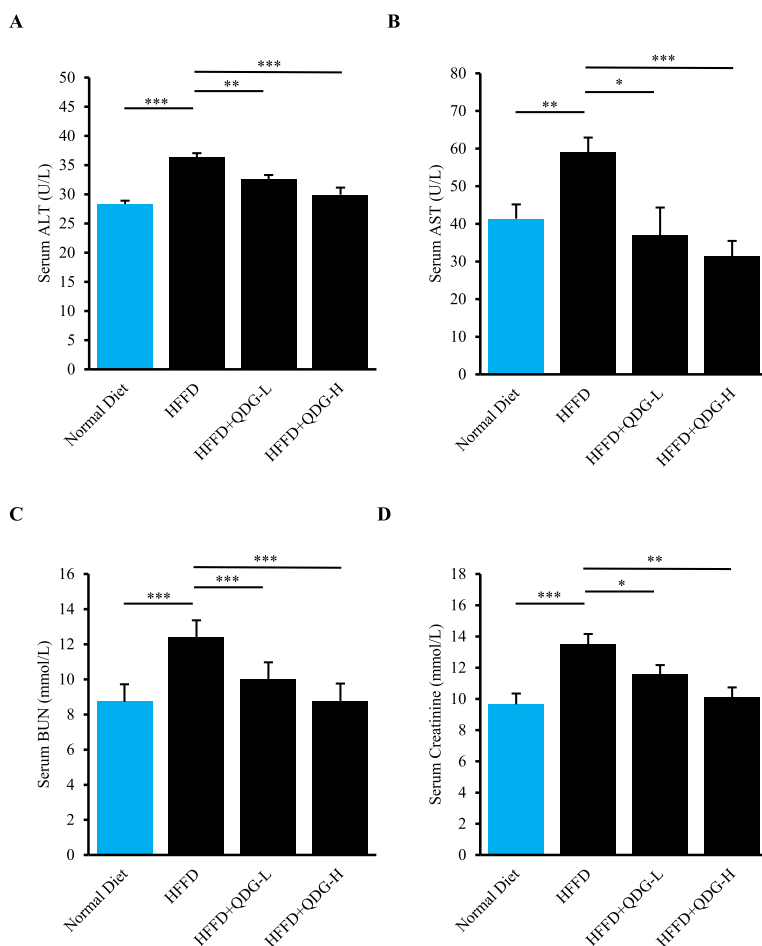 A
Serum ALT (U/L)
50
45
40
35
30
25
20
15
10
5
0
***
**
***
Normal Diet
HFFD
HFFD+QDG-L
HFFD+QDG-H
B
Serum AST (U/L)
80
70
60
50
40
30
20
10
0
***
*
**
Normal Diet
HFFD
HFFD+QDG-L
HFFD+QDG-H
C
Serum BUN (mmol/L)
16
14
12
10
8
6
4
2
0
***
***
***
Normal Diet
HFFD
HFFD+QDG-L
HFFD+QDG-H
D
Serum Creatinine (mmol/L)
18
16
14
12
10
8
6
4
2
0
**
*
***
Normal Diet
HFFD
HFFD+QDG-L
HFFD+QDG-H